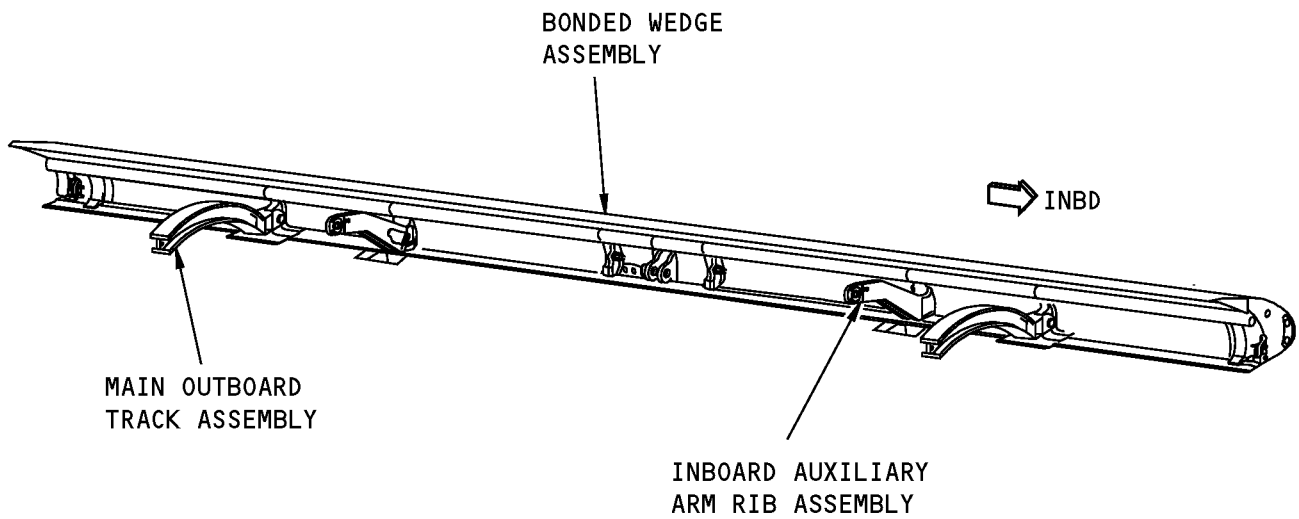 BONDED WEDGE
ASSEMBLY
INBD
MAIN OUTBOARD
TRACK ASSEMBLY
INBOARD AUXILIARY
ARM RIB ASSEMBLY